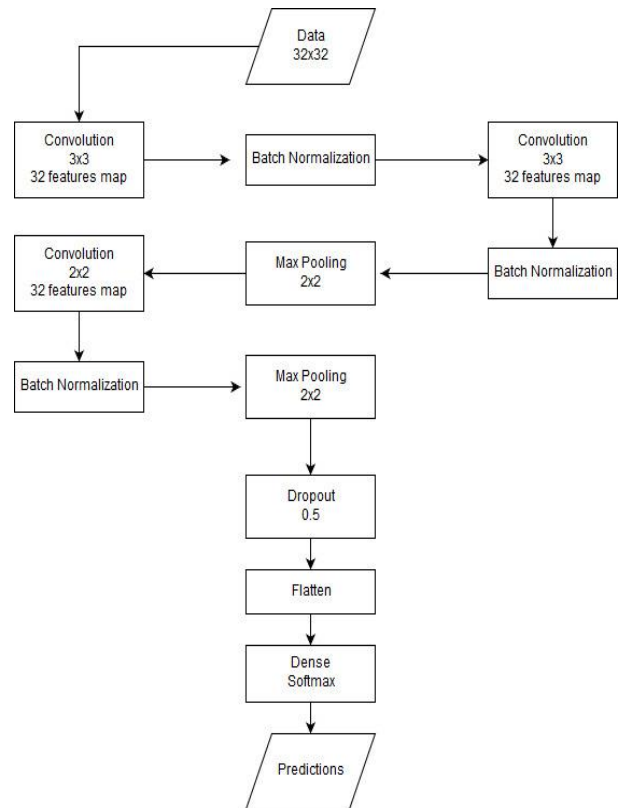 Data
32x32
Convolution
3x3
32 features map
Batch Normalization
Convolution
3x3
32 features map
Batch Normalization
Max Pooling
2x2
Convolution
2x2
32 features map
Batch Normalization
Max Pooling
2x2
Dropout
0.5
Flatten
Dense
Softmax
Predictions